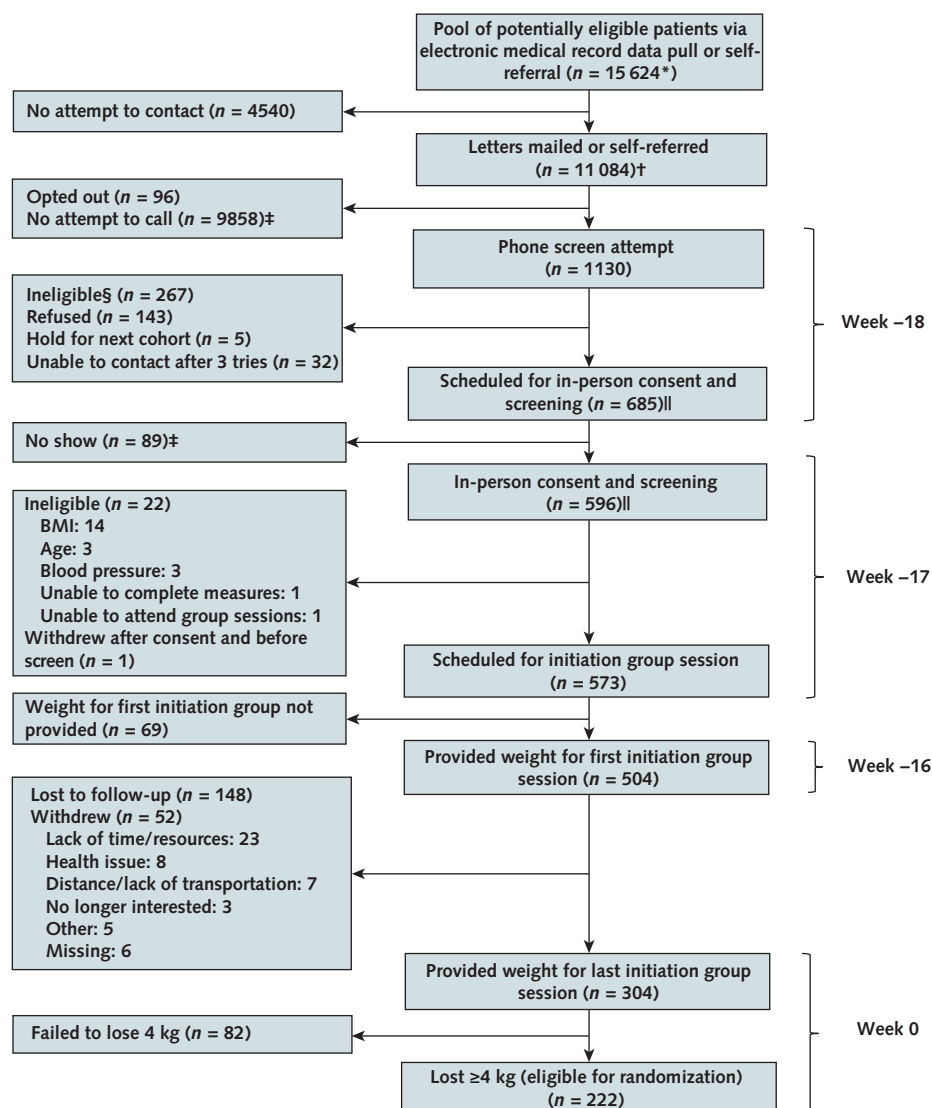 Pool of potentially eligible patients via
electronic medical record data pull or self-
referral (n = 15 624*)
No attempt to contact (n = 4540)
Letters mailed or self-referred
(n = 11 084)†
Opted out (n = 96)
No attempt to call (n = 9858)‡
Phone screen attempt
(n = 1130)
Ineligible§ (n = 267)
Refused (n = 143)
Hold for next cohort (n = 5)
Unable to contact after 3 tries (n = 32)
Week –18
Scheduled for in-person consent and
screening (n = 685)||
No show (n = 89)‡
In-person consent and screening
(n = 596)||
Ineligible (n = 22)
BMI: 14
Age: 3
Blood pressure: 3
Unable to complete measures: 1
Unable to attend group sessions: 1
Withdrew after consent and before
screen (n = 1)
Week –17
Scheduled for initiation group session
(n = 573)
Weight for first initiation group not
provided (n = 69)
Provided weight for first initiation group
session (n = 504)
Week –16
Lost to follow-up (n = 148)
Withdrew (n = 52)
Lack of time/resources: 23
Health issue: 8
Distance/lack of transportation: 7
No longer interested: 3
Other: 5
Missing: 6
Provided weight for last initiation group
session (n = 304)
Failed to lose 4 kg (n = 82)
Week 0
Lost ≥4 kg (eligible for randomization)
(n = 222)